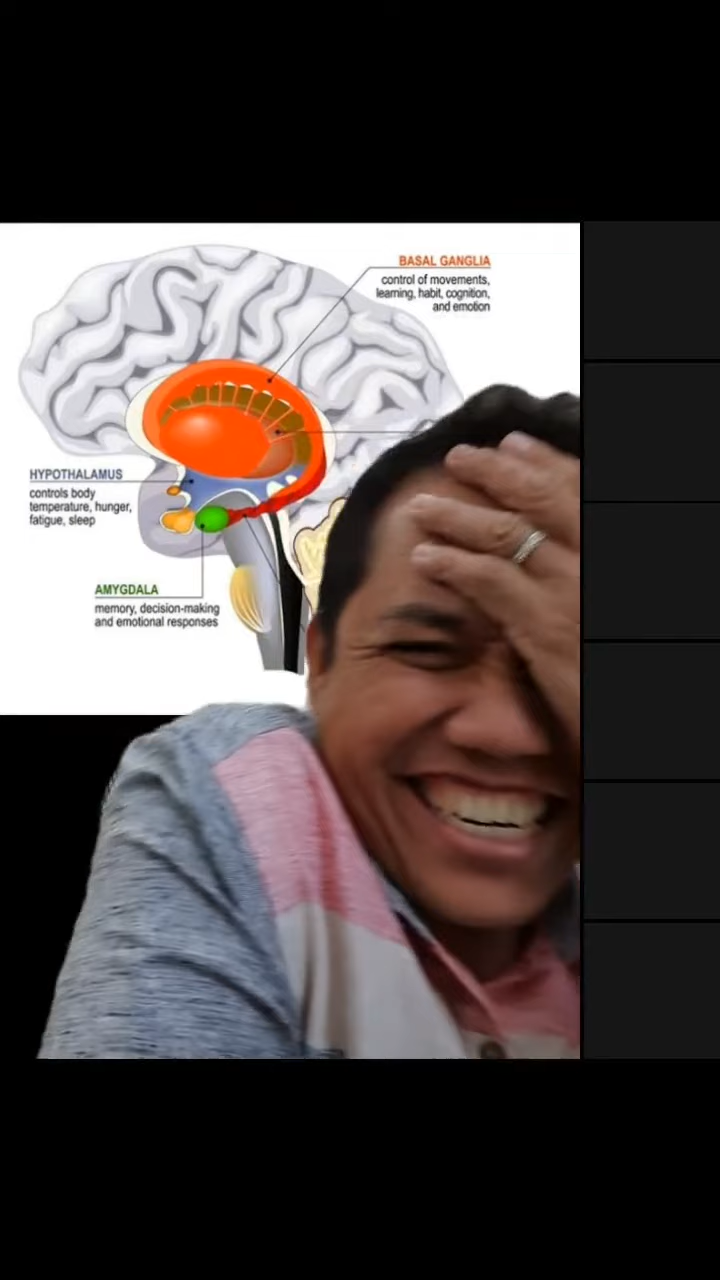 BASAL GANGLIA
control of movements,
learning, habit, cognition,
and emotion
HYPOTHALAMUS
controls body
temperature, hunger,
fatigue, sleep
AMYGDALA
memory, decision-making
and emotional responses